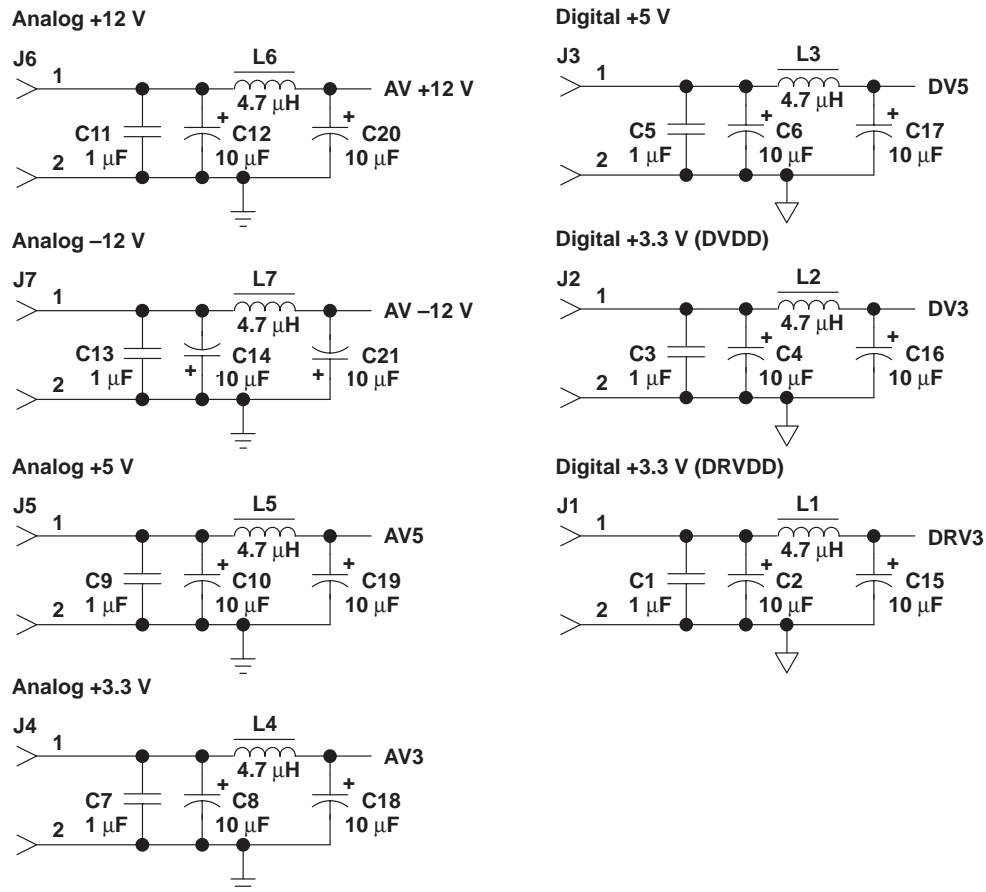 Analog +12 V
J6
1
L6
4.7 μH
AV +12 V
C11
1 μF
+
C12
10 μF
+
C20
10 μF
2
Analog –12 V
J7
1
L7
4.7 μH
AV –12 V
C13
1 μF
+
C14
10 μF
+
C21
10 μF
2
Analog +5 V
J5
1
L5
4.7 μH
AV5
C9
1 μF
+
C10
10 μF
+
C19
10 μF
2
Analog +3.3 V
J4
1
L4
4.7 μH
AV3
C7
1 μF
+
C8
10 μF
+
C18
10 μF
2
Digital +5 V
J3
1
L3
4.7 μH
DV5
C5
1 μF
+
C6
10 μF
+
C17
10 μF
2
Digital +3.3 V (DVDD)
J2
1
L2
4.7 μH
DV3
C3
1 μF
+
C4
10 μF
+
C16
10 μF
2
Digital +3.3 V (DRVDD)
J1
1
L1
4.7 μH
DRV3
C1
1 μF
+
C2
10 μF
+
C15
10 μF
2